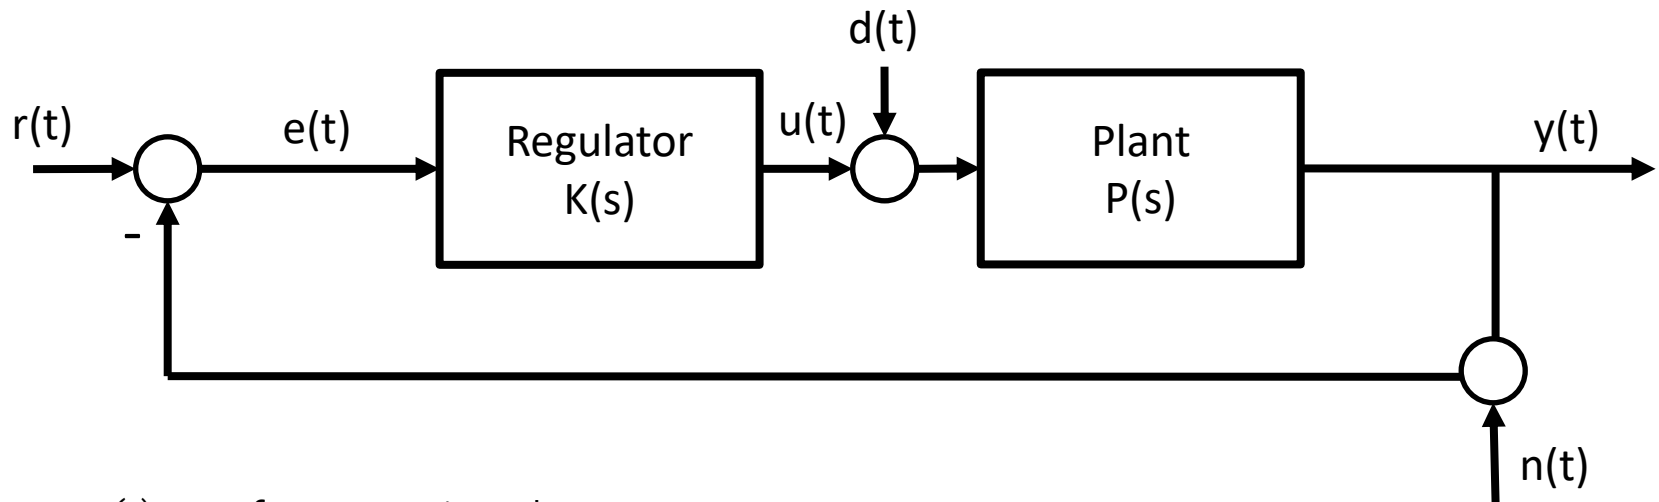 d(t)
r(t)
e(t)
Regulator
K(s)
u(t)
Plant
P(s)
y(t)
-
n(t)